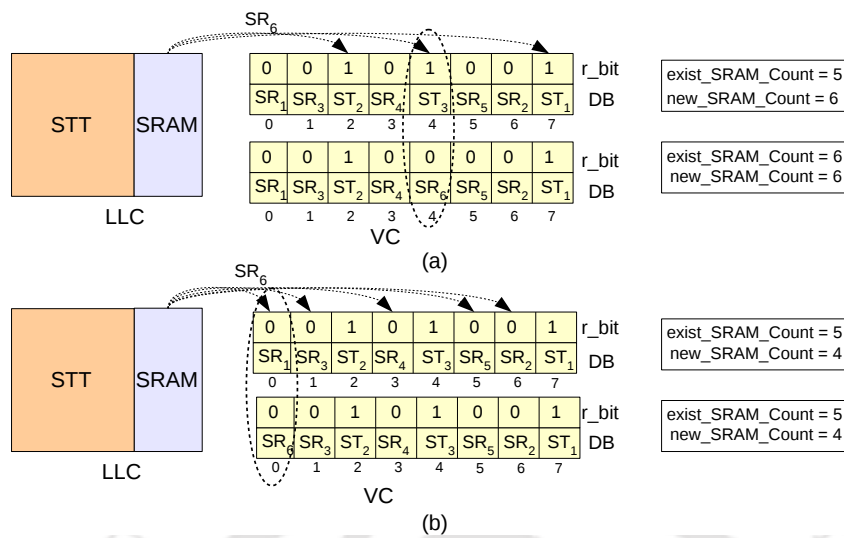 SR6
0 0 1 0 1 0 0 1 r_bit
SR1 SR3 ST2 SR4 ST3 SR5 SR2 ST1 DB
0 1 2 3 4 5 6 7
exist_SRAM_Count = 5
new_SRAM_Count = 6
STT SRAM
LLC
0 0 1 0 0 0 0 1 r_bit
SR1 SR3 ST2 SR4 SR6 SR5 SR2 ST1 DB
0 1 2 3 4 5 6 7
exist_SRAM_Count = 6
new_SRAM_Count = 6
VC
(a)
SR6
0 0 1 0 1 0 0 1 r_bit
SR1 SR3 ST2 SR4 ST3 SR5 SR2 ST1 DB
0 1 2 3 4 5 6 7
exist_SRAM_Count = 5
new_SRAM_Count = 4
STT SRAM
LLC
0 0 1 0 1 0 0 1 r_bit
SR6 SR3 ST2 SR4 ST3 SR5 SR2 ST1 DB
0 1 2 3 4 5 6 7
exist_SRAM_Count = 5
new_SRAM_Count = 4
VC
(b)